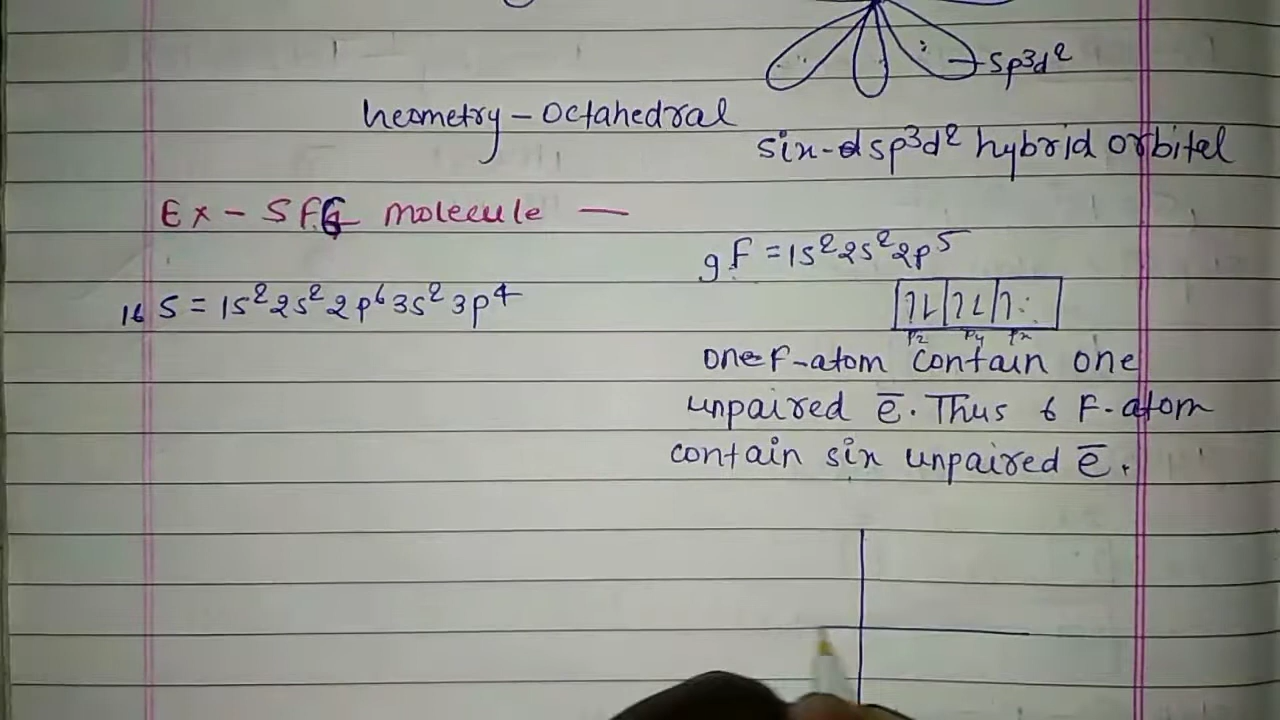 sp³d²
Geometry - Octahedral
six-sp³d² hybrid orbital
Ex - SF6 molecule —
9F = 1s²2s²2p⁵
16S = 1s²2s²2p⁶3s²3p⁴
pz py px
one F-atom contain one
unpaired e̅. Thus 6 F-atom
contain six unpaired e̅.